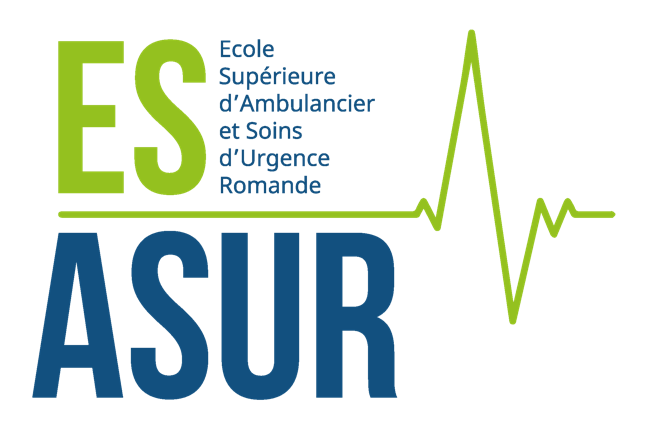 ES
Ecole
Supérieure
d'Ambulancier
et Soins
d'Urgence
Romande
ASUR